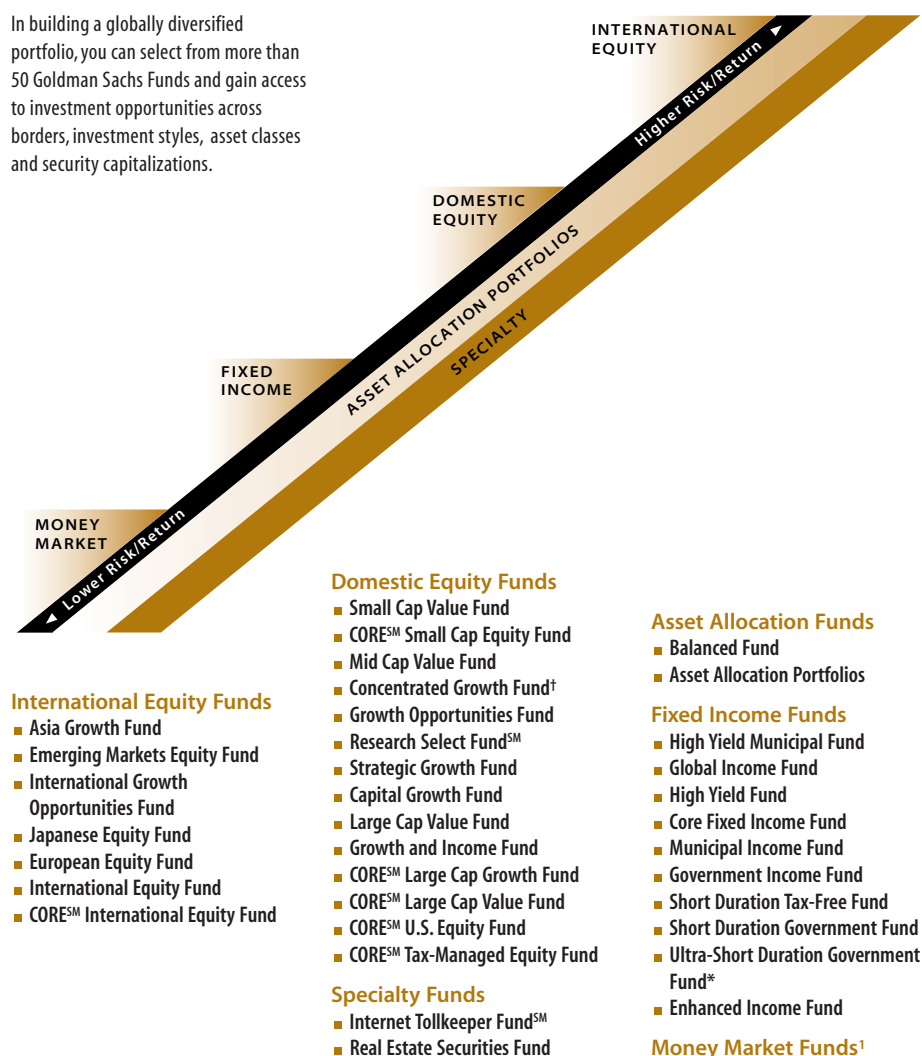 In building a globally diversified
portfolio, you can select from more than
50 Goldman Sachs Funds and gain access
to investment opportunities across
borders, investment styles, asset classes
and security capitalizations.
INTERNATIONAL
EQUITY
Higher Risk/Return ►
DOMESTIC
EQUITY
ASSET ALLOCATION PORTFOLIOS
SPECIALTY
FIXED
INCOME
MONEY
MARKET
◄ Lower Risk/Return
International Equity Funds
■ Asia Growth Fund
■ Emerging Markets Equity Fund
■ International Growth
Opportunities Fund
■ Japanese Equity Fund
■ European Equity Fund
■ International Equity Fund
■ CORE℠ International Equity Fund
Domestic Equity Funds
■ Small Cap Value Fund
■ CORE℠ Small Cap Equity Fund
■ Mid Cap Value Fund
■ Concentrated Growth Fund†
■ Growth Opportunities Fund
■ Research Select Fund℠
■ Strategic Growth Fund
■ Capital Growth Fund
■ Large Cap Value Fund
■ Growth and Income Fund
■ CORE℠ Large Cap Growth Fund
■ CORE℠ Large Cap Value Fund
■ CORE℠ U.S. Equity Fund
■ CORE℠ Tax-Managed Equity Fund
Specialty Funds
■ Internet Tollkeeper Fund℠
■ Real Estate Securities Fund
Asset Allocation Funds
■ Balanced Fund
■ Asset Allocation Portfolios
Fixed Income Funds
■ High Yield Municipal Fund
■ Global Income Fund
■ High Yield Fund
■ Core Fixed Income Fund
■ Municipal Income Fund
■ Government Income Fund
■ Short Duration Tax-Free Fund
■ Short Duration Government Fund
■ Ultra-Short Duration Government
Fund*
■ Enhanced Income Fund
Money Market Funds¹